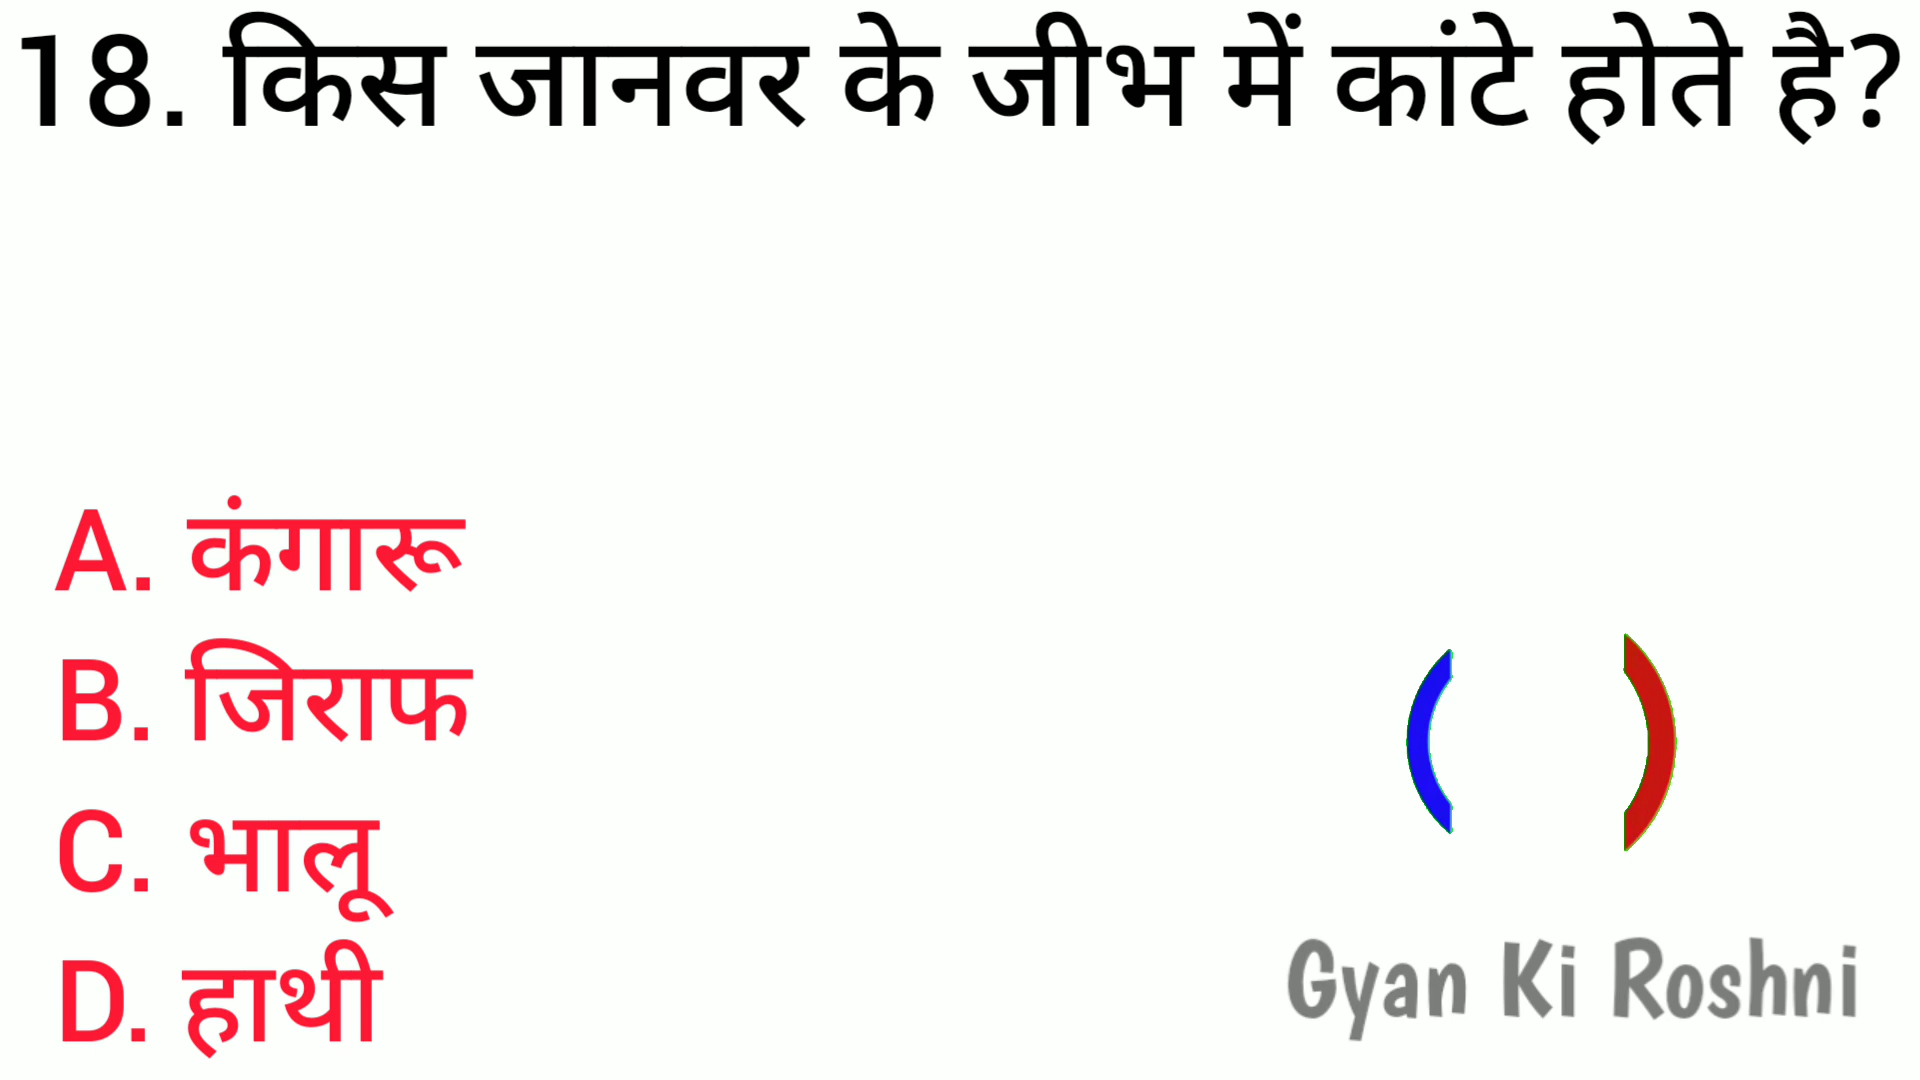 18. किस जानवर के जीभ में कांटे होते है?
A. कंगारू
B. जिराफ
C. भालू
D. हाथी
Gyan Ki Roshni